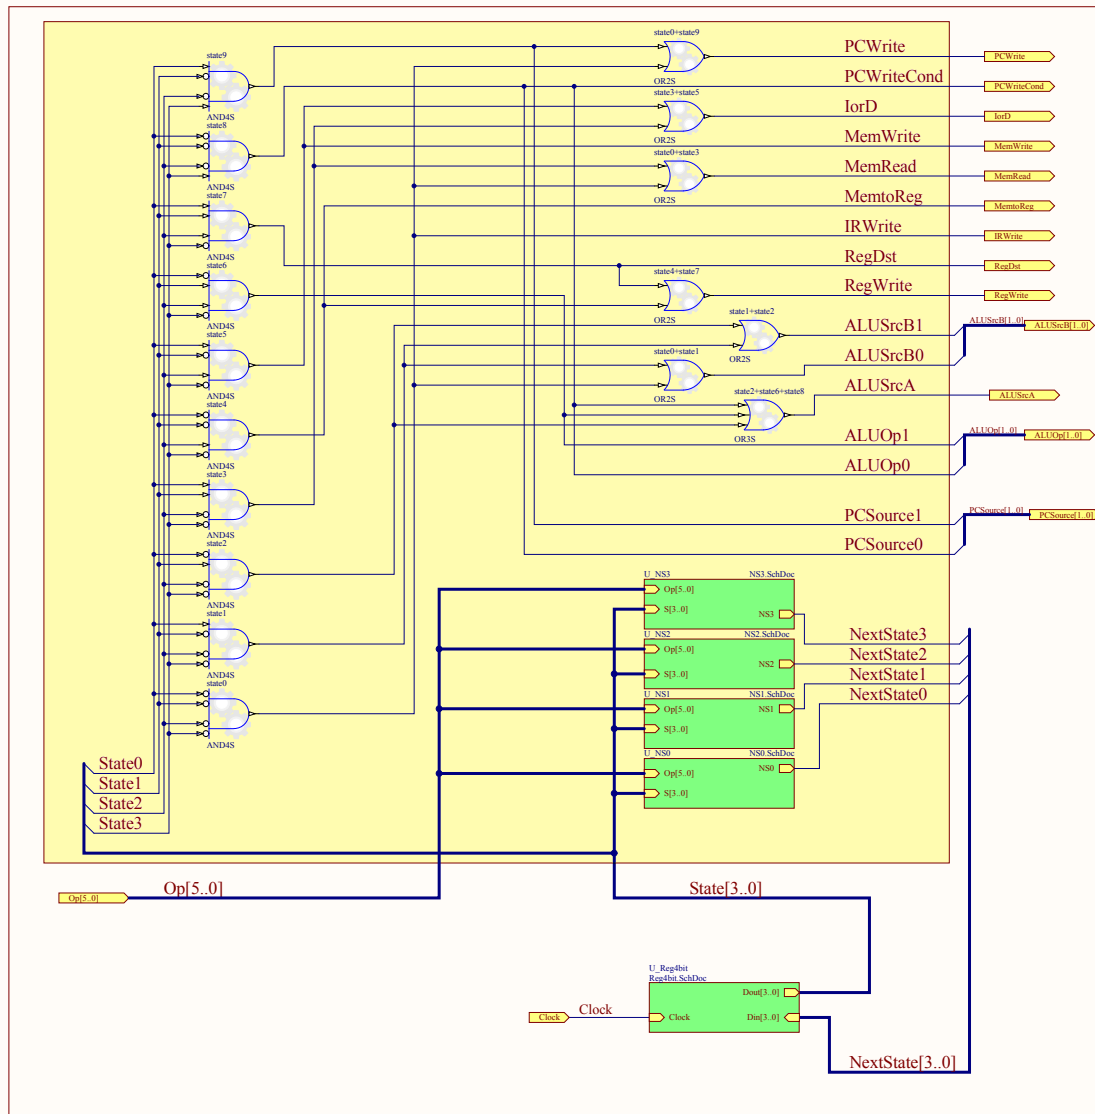 state9
AND4S
state8
AND4S
state7
AND4S
state6
AND4S
state5
AND4S
state4
AND4S
state3
AND4S
state2
AND4S
state1
AND4S
state0
AND4S
state0+state9
OR2S
state3+state5
OR2S
state0+state3
OR2S
state4+state7
OR2S
state1+state2
OR2S
state0+state1
OR2S
state2+state6+state8
OR3S
PCWrite
PCWrite
PCWriteCond
PCWriteCond
IorD
IorD
MemWrite
MemWrite
MemRead
MemRead
MemtoReg
MemtoReg
IRWrite
IRWrite
RegDst
RegDst
RegWrite
RegWrite
ALUSrcB1
ALUSrcB[1..0]
ALUSrcB[1..0]
ALUSrcB0
ALUSrcA
ALUSrcA
ALUOp1
ALUOp[1..0]
ALUOp[1..0]
ALUOp0
PCSource1
PCSource[1..0]
PCSource[1..0]
PCSource0
U_NS3 NS3.SchDoc
Op[5..0]
S[3..0]
NS3
U_NS2 NS2.SchDoc
Op[5..0]
S[3..0]
NS2
U_NS1 NS1.SchDoc
Op[5..0]
S[3..0]
NS1
U_NS0 NS0.SchDoc
Op[5..0]
S[3..0]
NS0
NextState3
NextState2
NextState1
NextState0
State0
State1
State2
State3
Op[5..0]
Op[5..0]
State[3..0]
U_Reg4bit
Reg4bit.SchDoc
Dout[3..0]
Clock
Clock
Clock
Din[3..0]
NextState[3..0]